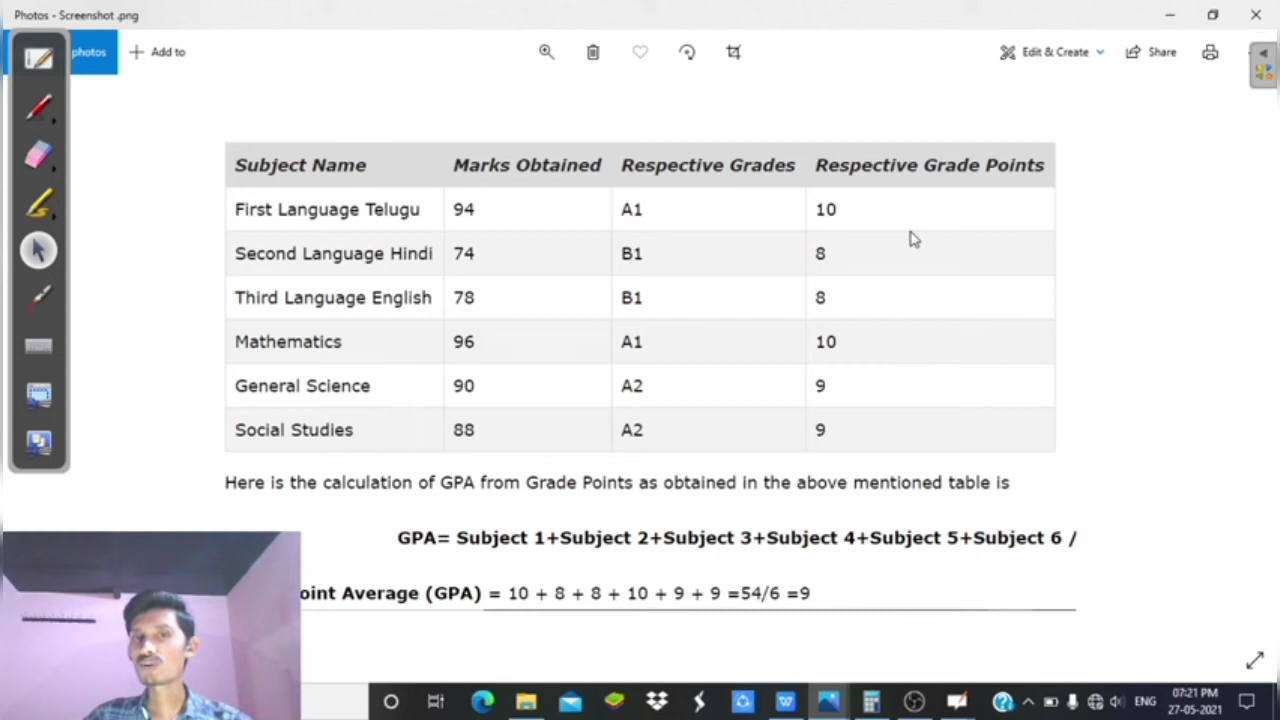 Photos - Screenshot .png
photos
Add to
Edit & Create
Share
Subject Name Marks Obtained Respective Grades Respective Grade Points
First Language Telugu 94 A1 10
Second Language Hindi 74 B1 8
Third Language English 78 B1 8
Mathematics 96 A1 10
General Science 90 A2 9
Social Studies 88 A2 9
Here is the calculation of GPA from Grade Points as obtained in the above mentioned table is
GPA= Subject 1+Subject 2+Subject 3+Subject 4+Subject 5+Subject 6 /
oint Average (GPA) = 10 + 8 + 8 + 10 + 9 + 9 =54/6 =9
ENG
07:21 PM
27-05-2021